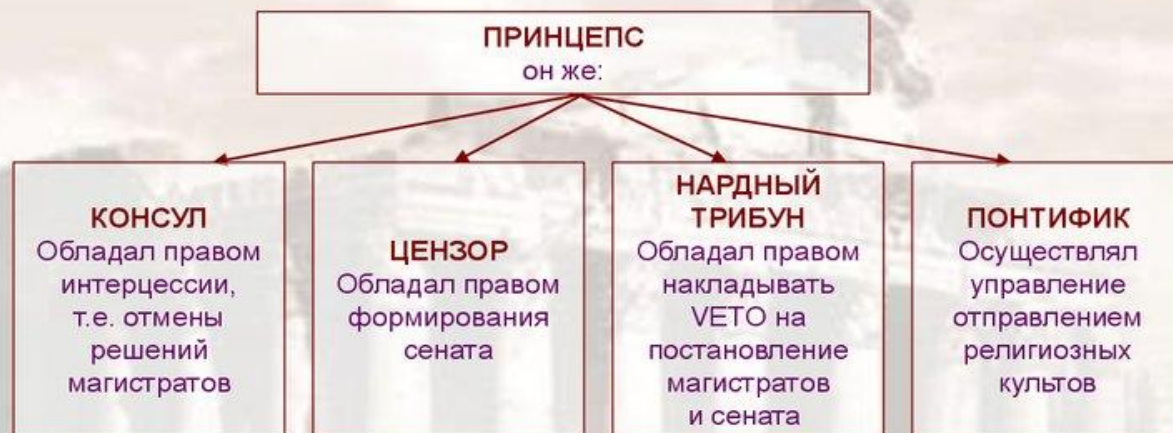 ПРИНЦЕПС
он же:
КОНСУЛ
Обладал правом
интерцессии,
т.е. отмены
решений
магистратов
ЦЕНЗОР
Обладал правом
формирования
сената
НАРДНЫЙ
ТРИБУН
Обладал правом
накладывать
VETO на
постановление
магистратов
и сената
ПОНТИФИК
Осуществлял
управление
отправлением
религиозных
культов